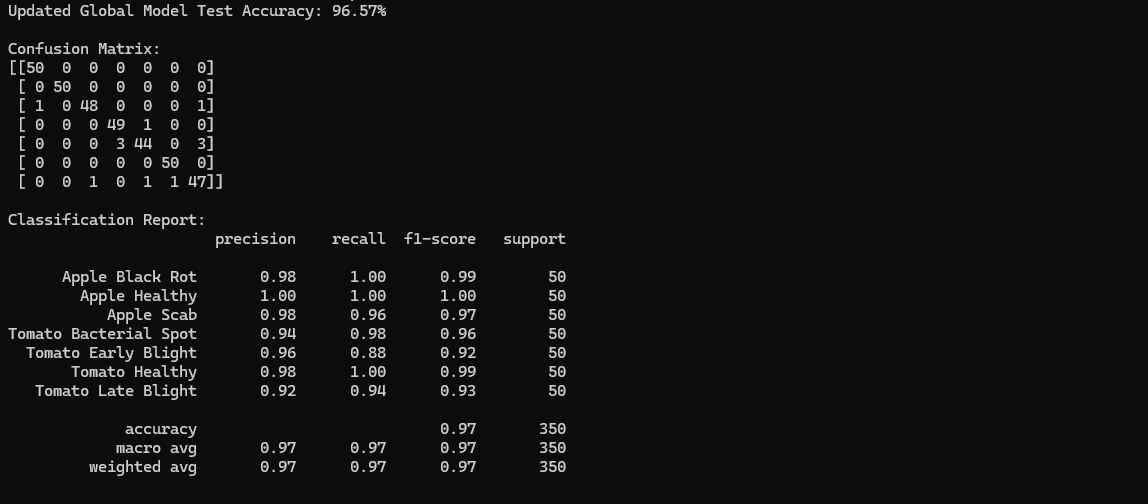 Updated Global Model Test Accuracy: 96.57%
Confusion Matrix:
[[50  0  0  0  0  0  0]
 [ 0 50  0  0  0  0  0]
 [ 1  0 48  0  0  0  1]
 [ 0  0  0 49  1  0  0]
 [ 0  0  0  3 44  0  3]
 [ 0  0  0  0  0 50  0]
 [ 0  0  1  0  1  1 47]]
Classification Report:
precision    recall  f1-score   support
Apple Black Rot       0.98      1.00      0.99        50
Apple Healthy       1.00      1.00      1.00        50
Apple Scab       0.98      0.96      0.97        50
Tomato Bacterial Spot       0.94      0.98      0.96        50
Tomato Early Blight       0.96      0.88      0.92        50
Tomato Healthy       0.98      1.00      0.99        50
Tomato Late Blight       0.92      0.94      0.93        50
accuracy                           0.97       350
macro avg       0.97      0.97      0.97       350
weighted avg       0.97      0.97      0.97       350